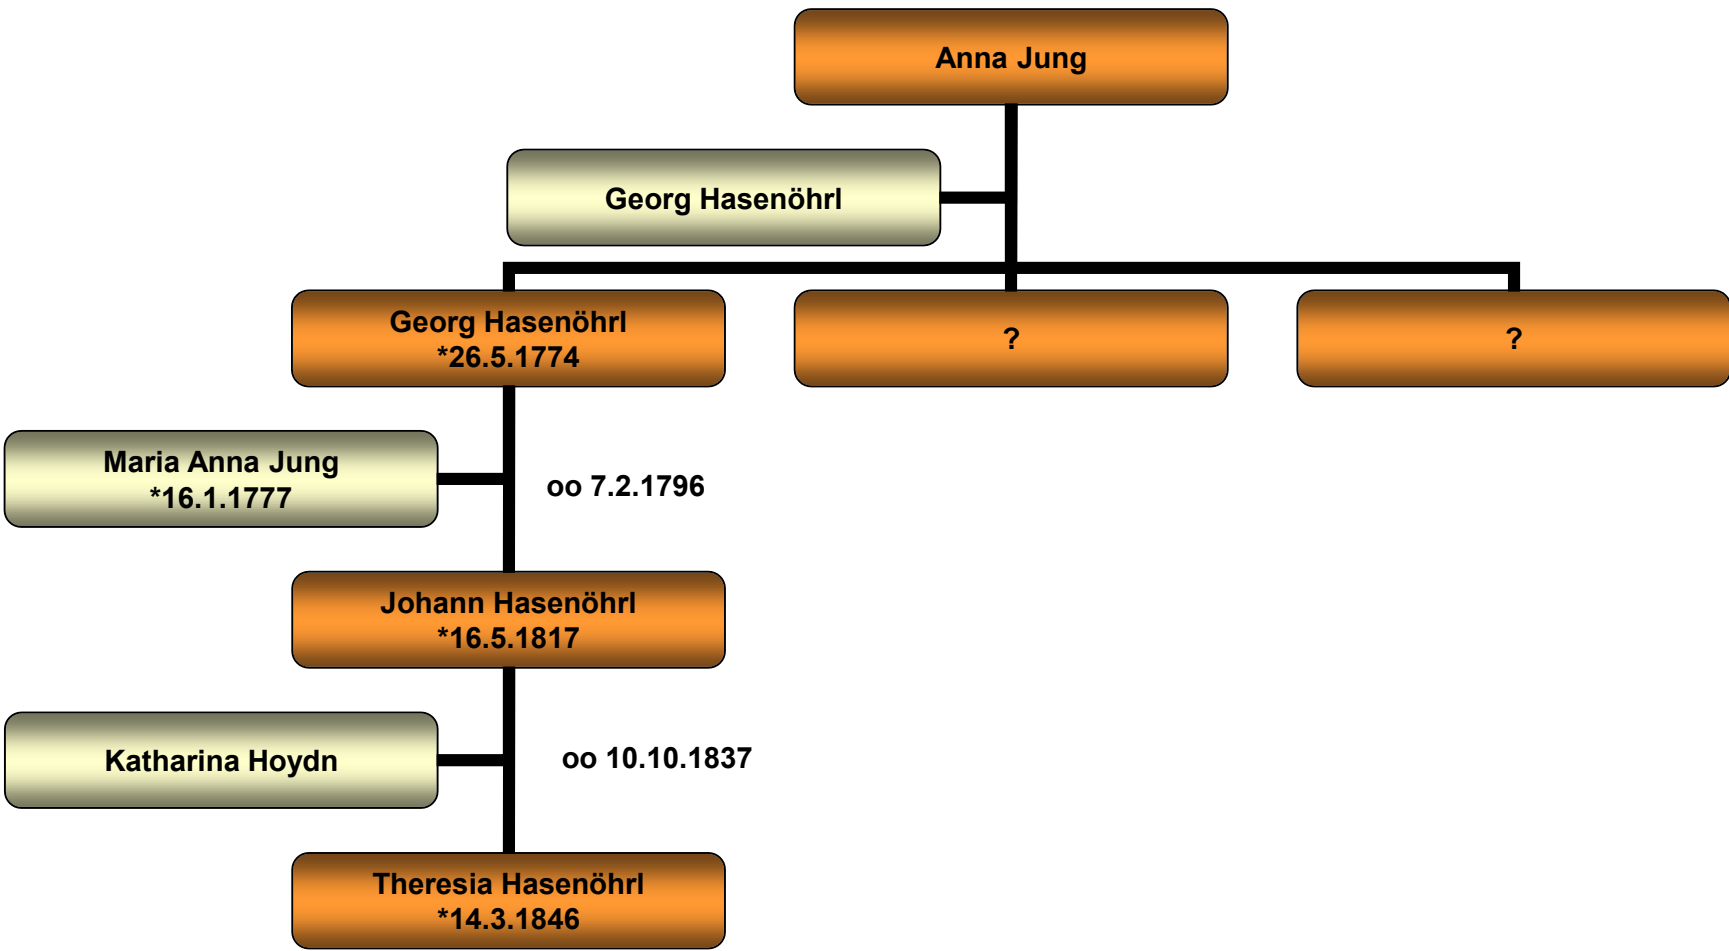 Anna Jung
Georg Hasenöhrl
Georg Hasenöhrl
*26.5.1774
?
?
Maria Anna Jung
*16.1.1777
oo 7.2.1796
Johann Hasenöhrl
*16.5.1817
Katharina Hoydn
oo 10.10.1837
Theresia Hasenöhrl
*14.3.1846